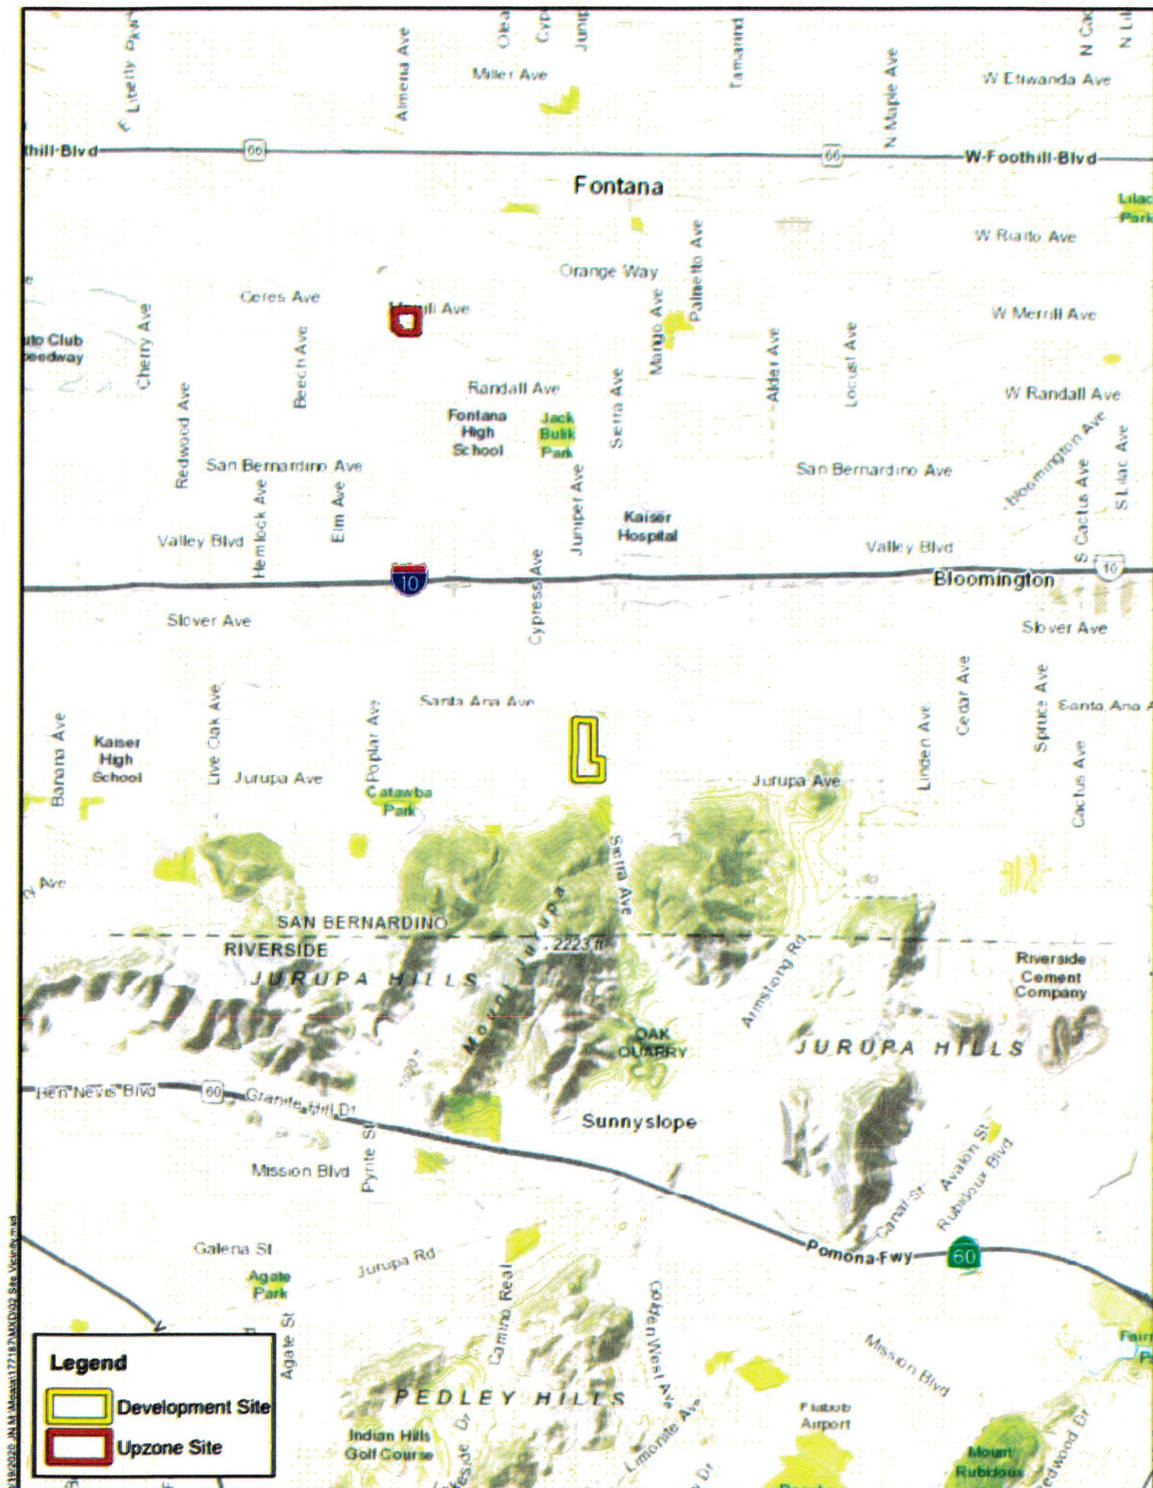 Liberty Pkwy
Almeria Ave
Miller Ave
Tamarind
N Maple Ave
W Etiwanda Ave
66
66
W Foothill Blvd
Fontana
Lilac
Park
W Rialto Ave
Orange Way
Palmetto Ave
Ceres Ave
Mango Ave
W Merrill Ave
Cherry Ave
Beech Ave
Alder Ave
Locust Ave
Redwood Ave
Randall Ave
Sierra Ave
W Randall Ave
Fontana
High
School
Jack
Bulik
Park
Bloomington Ave
San Bernardino Ave
San Bernardino Ave
S Cactus Ave
S Lilac Ave
Hemlock Ave
Elm Ave
Juniper Ave
Kaiser
Hospital
Valley Blvd
Valley Blvd
10
10
Bloomington
Cypress Ave
Slover Ave
Slover Ave
Banana Ave
Kaiser
High
School
Live Oak Ave
Poplar Ave
Santa Ana Ave
Linden Ave
Cedar Ave
Spruce Ave
Santa Ana A
Jurupa Ave
Jurupa Ave
Catawba
Park
Cactus Ave
Sierra Ave
Ave
SAN BERNARDINO
RIVERSIDE
2223 ft
JURUPA HILLS
Mount Jurupa
Armstrong Rd
Riverside
Cement
Company
OAK
QUARRY
JURUPA HILLS
Ben Nevis Blvd
60
Granite Hill Dr
Sunnyslope
Mission Blvd
Pyrite St
Canal St
Avalon St
Rubidoux Blvd
Galena St
Jurupa Rd
Pomona Fwy
60
Agate
Park
Agate St
Camino Real
Golden West Ave
Mission Blvd
PEDLEY HILLS
Limonite Ave
Indian Hills
Golf Course
Flabob
Airport
Mount
Rubidoux
Redwood Dr
Legend
Development Site
Upzone Site